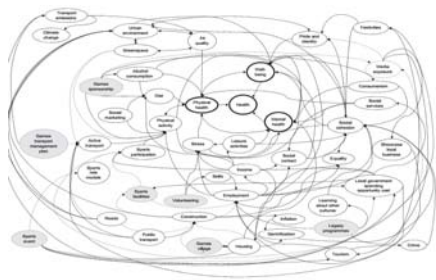 Transport
emissions
Urban
environment
Climate
change
Greenspace
Air
quality
Well-
being
Pride and
identity
Festivities
Media
exposure
Alcohol
consumption
Games
sponsorship
Diet
Physical
health
Health
Mental
health
Consumerism
Social
services
Social
marketing
Physical
activity
Social
cohesion
Showcase
local
business
Games
transport
management
plan
Active
transport
Sports
participation
Stress
Leisure
activities
Social
contact
Equality
Sports
role
models
Sports
facilities
Skills
Income
Local government
spending
opportunity cost
Volunteering
Employment
Learning
about other
cultures
Roads
Construction
Inflation
Gentrification
Legacy
programmes
Sports
event
Public
transport
Games
village
Housing
Tourism
Crime